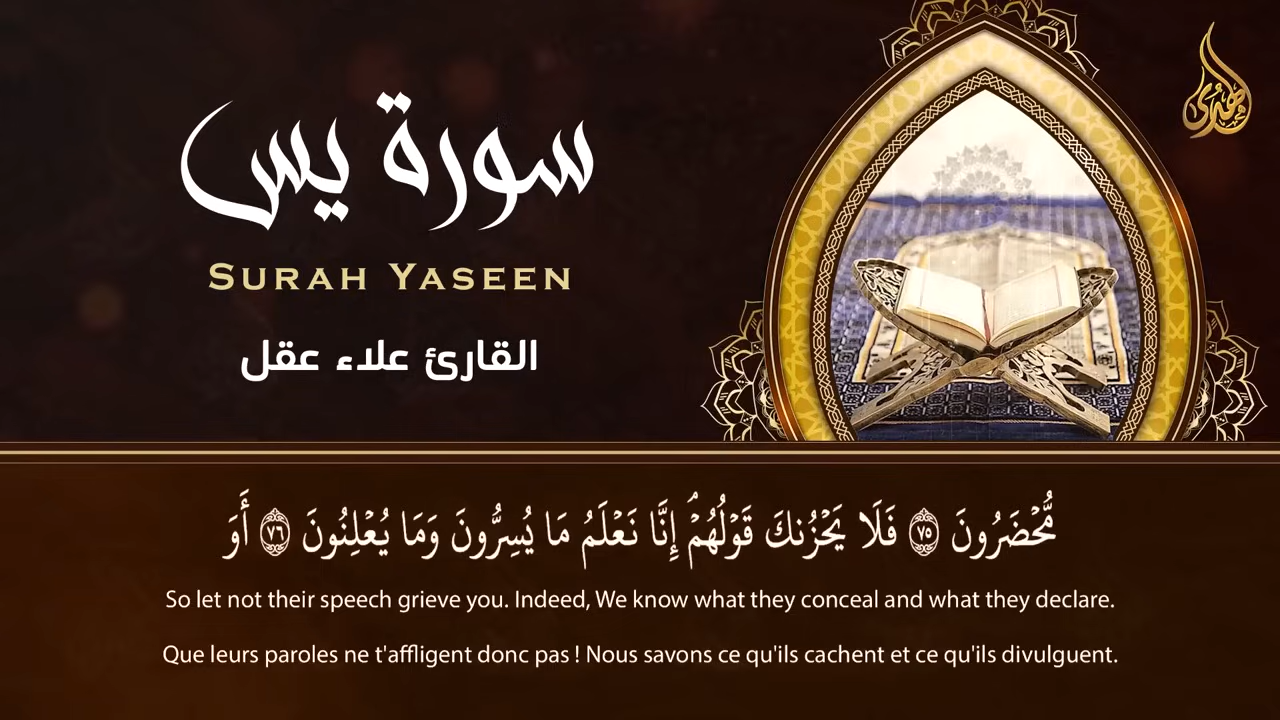 سورة يس
SURAH YASEEN
القارئ علاء عقل
هدى
مُّحْضَرُونَ ٧٥ فَلَا يَحْزُنكَ قَوْلُهُمْ ۘ إِنَّا نَعْلَمُ مَا يُسِرُّونَ وَمَا يُعْلِنُونَ ٧٦ أَوَ
So let not their speech grieve you. Indeed, We know what they conceal and what they declare.
Que leurs paroles ne t'affligent donc pas ! Nous savons ce qu'ils cachent et ce qu'ils divulguent.